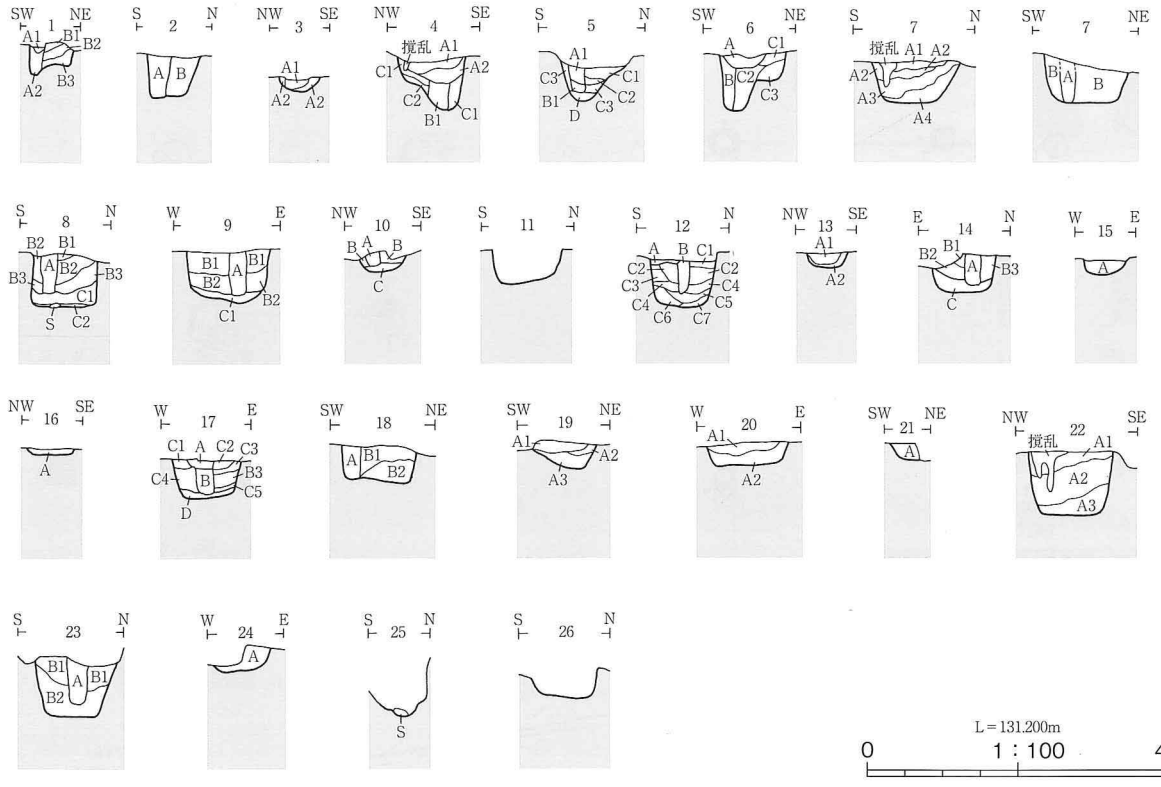 SW 1 NE
A1 B1 B2 A2 B3
S 2 N
A B
NW 3 SE
A1 A2 A2
NW 4 SE
撹乱 A1 A2 C1 C2 B1 C1
S 5 N
A1 C3 C1 C2 B1 C3 D
SW 6 NE
A C1 B C2 C3
S 7 N
撹乱 A1 A2 A2 A3 A4
SW 7 NE
B A B
S 8 N
B2 B1 A B2 B3 B3 C1 S C2
W 9 E
B1 A B1 B2 B2 C1
NW 10 SE
B A B C
S 11 N
S 12 N
A B C1 C2 C2 C3 C4 C4 C5 C6 C7
NW 13 SE
A1 A2
E 14 N
B1 B2 A B3 C
W 15 E
A
NW 16 SE
A
W 17 E
C1 A C2 C3 C4 B B3 C5 D
SW 18 NE
A B1 B2
SW 19 NE
A1 A2 A3
W 20 E
A1 A2
SW 21 NE
A
NW 22 SE
撹乱 A1 A2 A3
S 23 N
B1 A B1 B2
W 24 E
A
S 25 N
S
S 26 N
L=131.200m
0 1:100 4